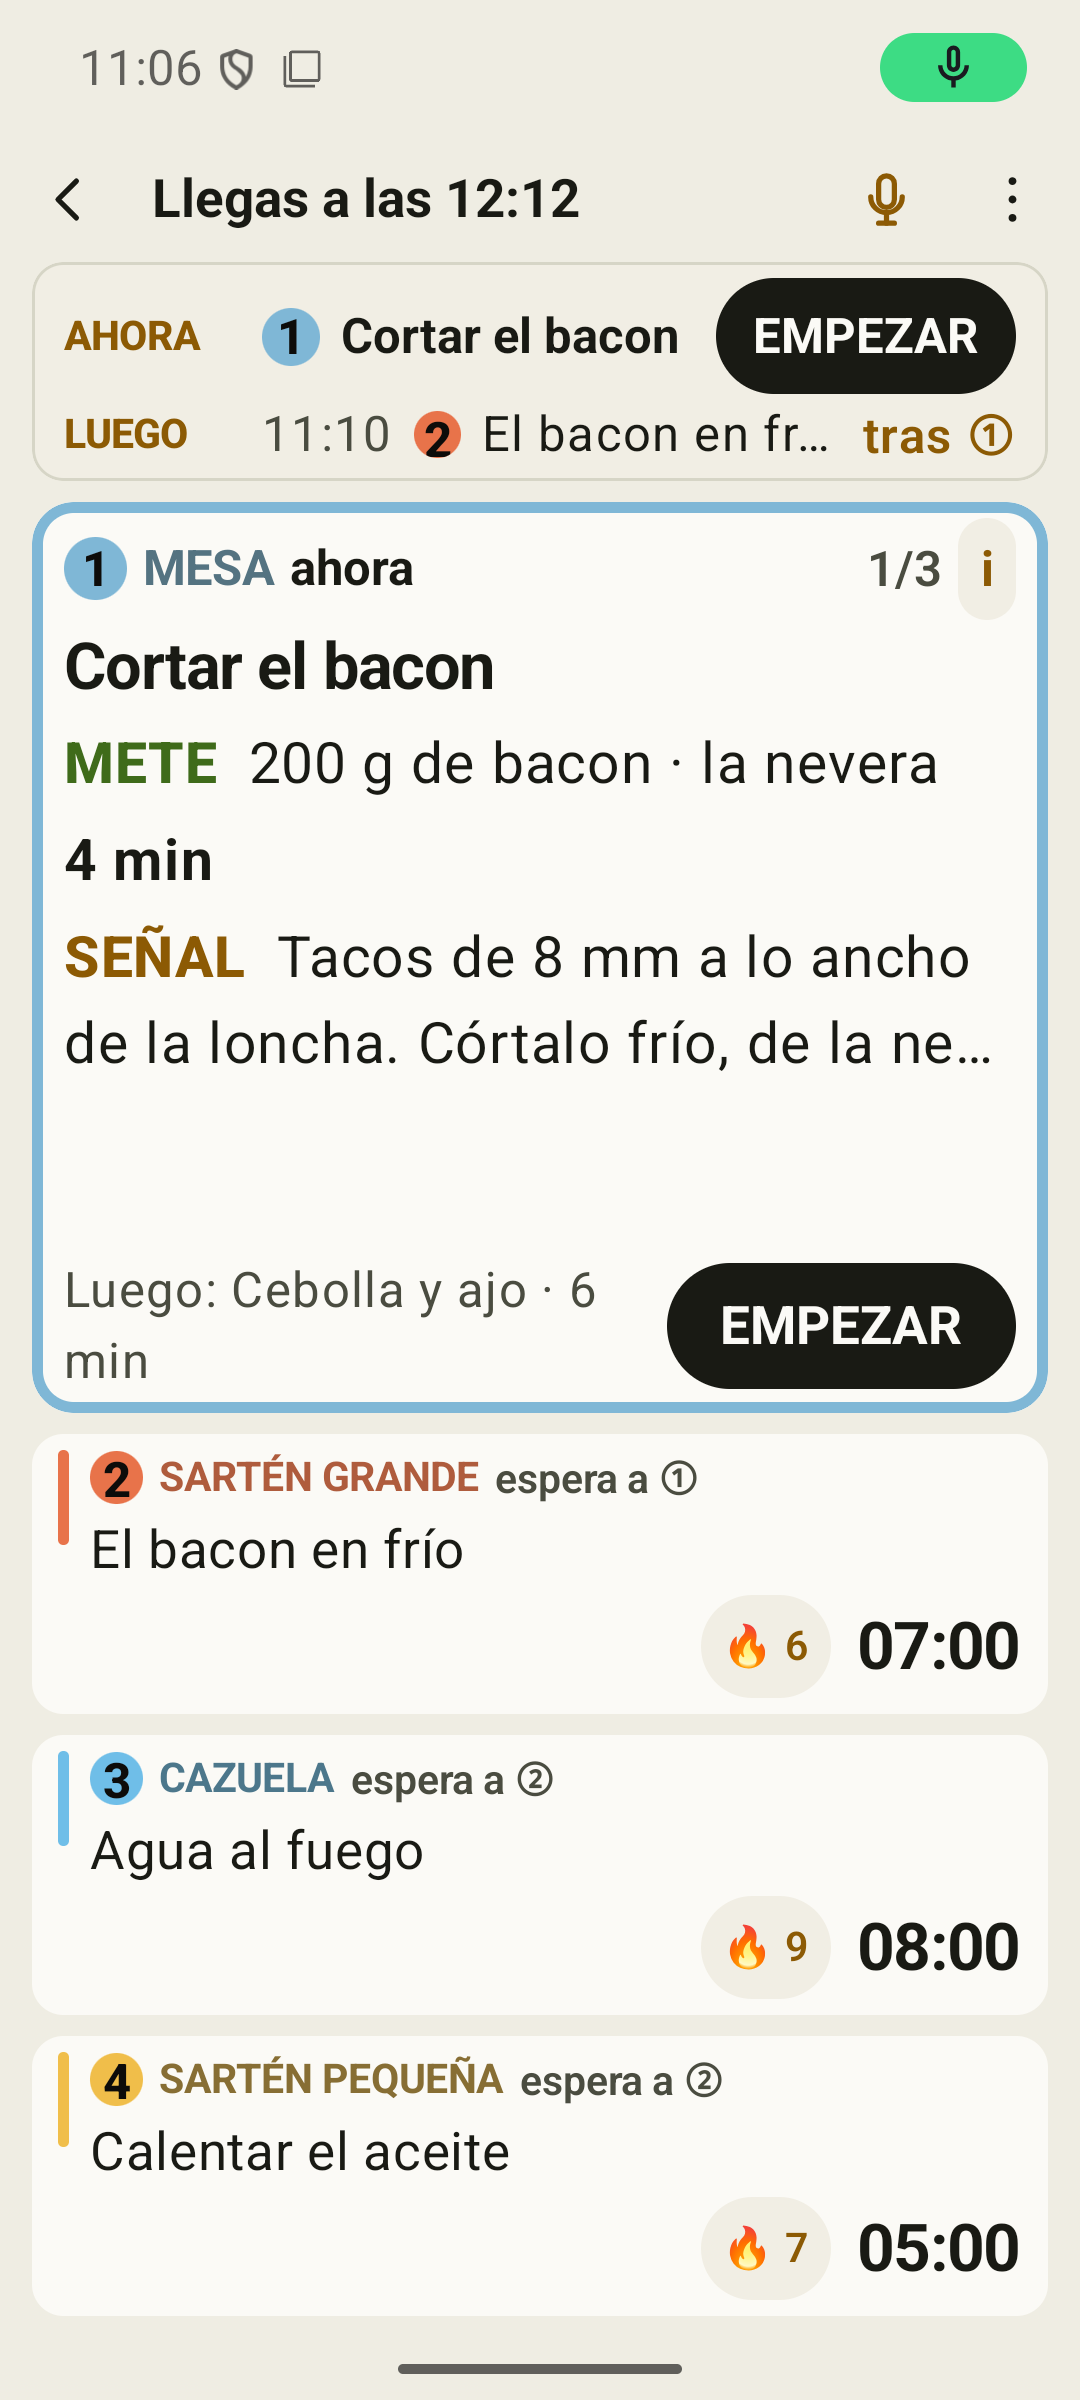 11:06
Llegas a las 12:12
AHORA 1 Cortar el bacon EMPEZAR
LUEGO 11:10 2 El bacon en fr… tras ①
1 MESA ahora 1/3 i
Cortar el bacon
METE 200 g de bacon · la nevera
4 min
SEÑAL Tacos de 8 mm a lo ancho
de la loncha. Córtalo frío, de la ne…
Luego: Cebolla y ajo · 6
min
EMPEZAR
2 SARTÉN GRANDE espera a ①
El bacon en frío
🔥 6 07:00
3 CAZUELA espera a ②
Agua al fuego
🔥 9 08:00
4 SARTÉN PEQUEÑA espera a ②
Calentar el aceite
🔥 7 05:00